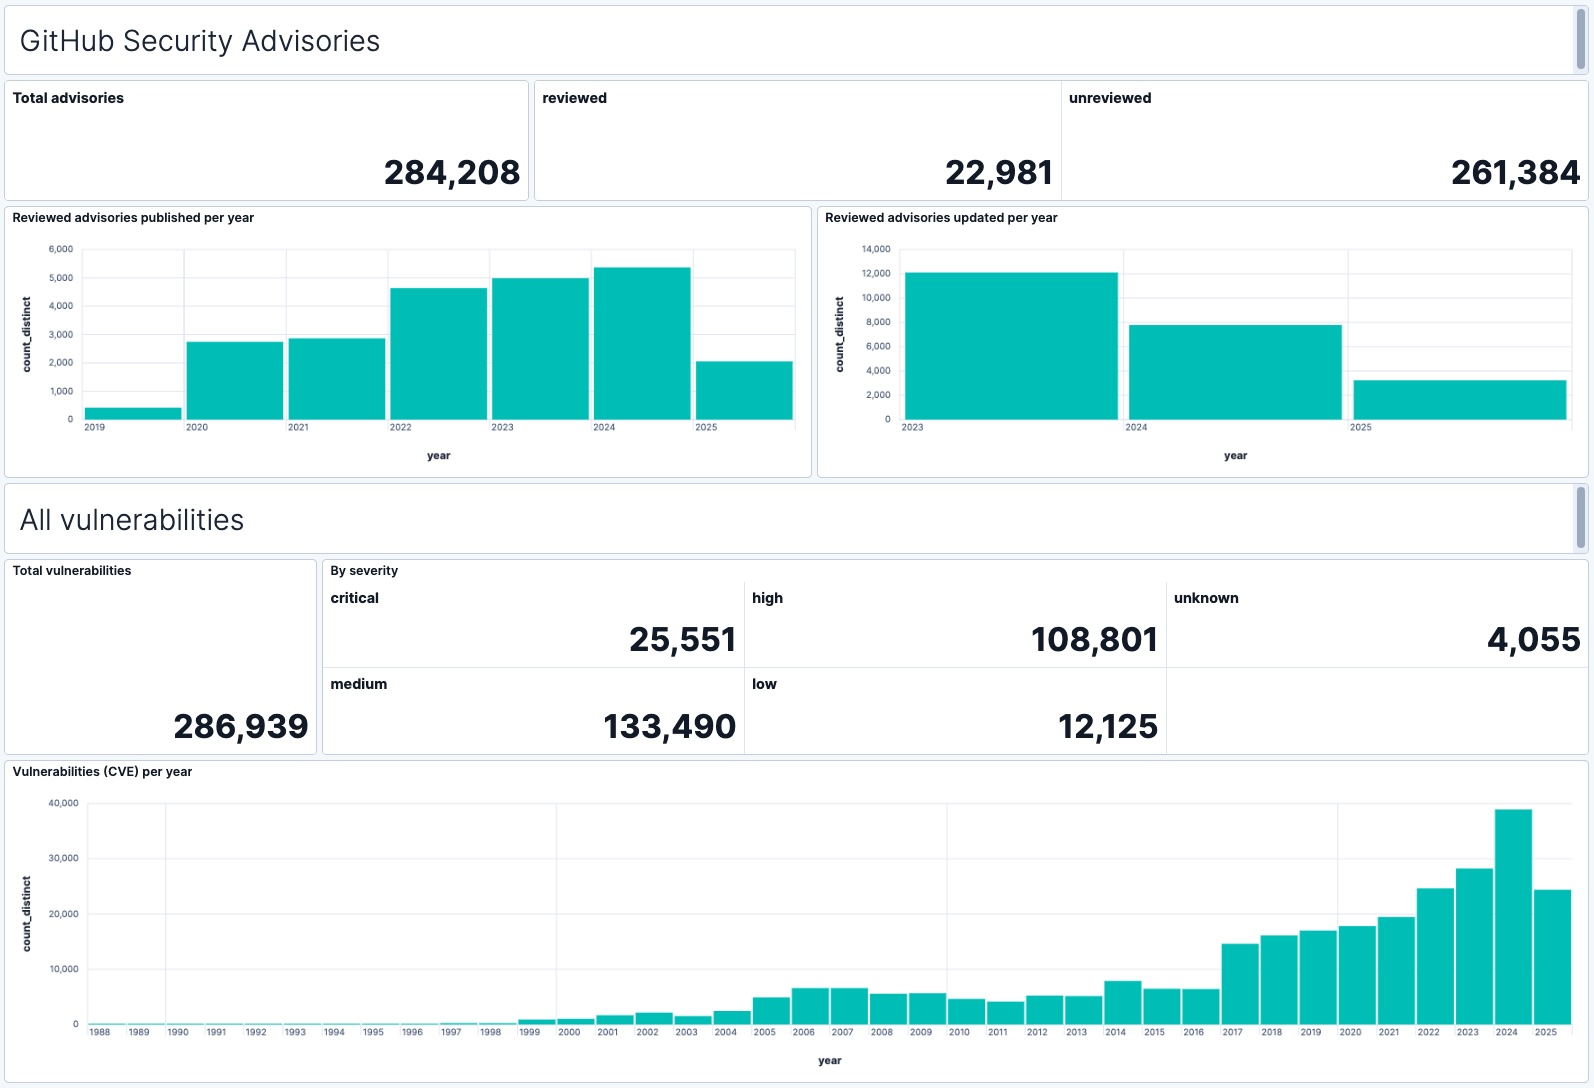 GitHub Security Advisories
Total advisories
284,208
reviewed
22,981
unreviewed
261,384
Reviewed advisories published per year
6,000
5,000
4,000
3,000
2,000
1,000
0
count_distinct
2019 2020 2021 2022 2023 2024 2025
year
Reviewed advisories updated per year
14,000
12,000
10,000
8,000
6,000
4,000
2,000
0
count_distinct
2023 2024 2025
year
All vulnerabilities
Total vulnerabilities
286,939
By severity
critical
25,551
high
108,801
unknown
4,055
medium
133,490
low
12,125
Vulnerabilities (CVE) per year
40,000
30,000
20,000
10,000
0
count_distinct
1988 1989 1990 1991 1992 1993 1994 1995 1996 1997 1998 1999 2000 2001 2002 2003 2004 2005 2006 2007 2008 2009 2010 2011 2012 2013 2014 2015 2016 2017 2018 2019 2020 2021 2022 2023 2024 2025
year